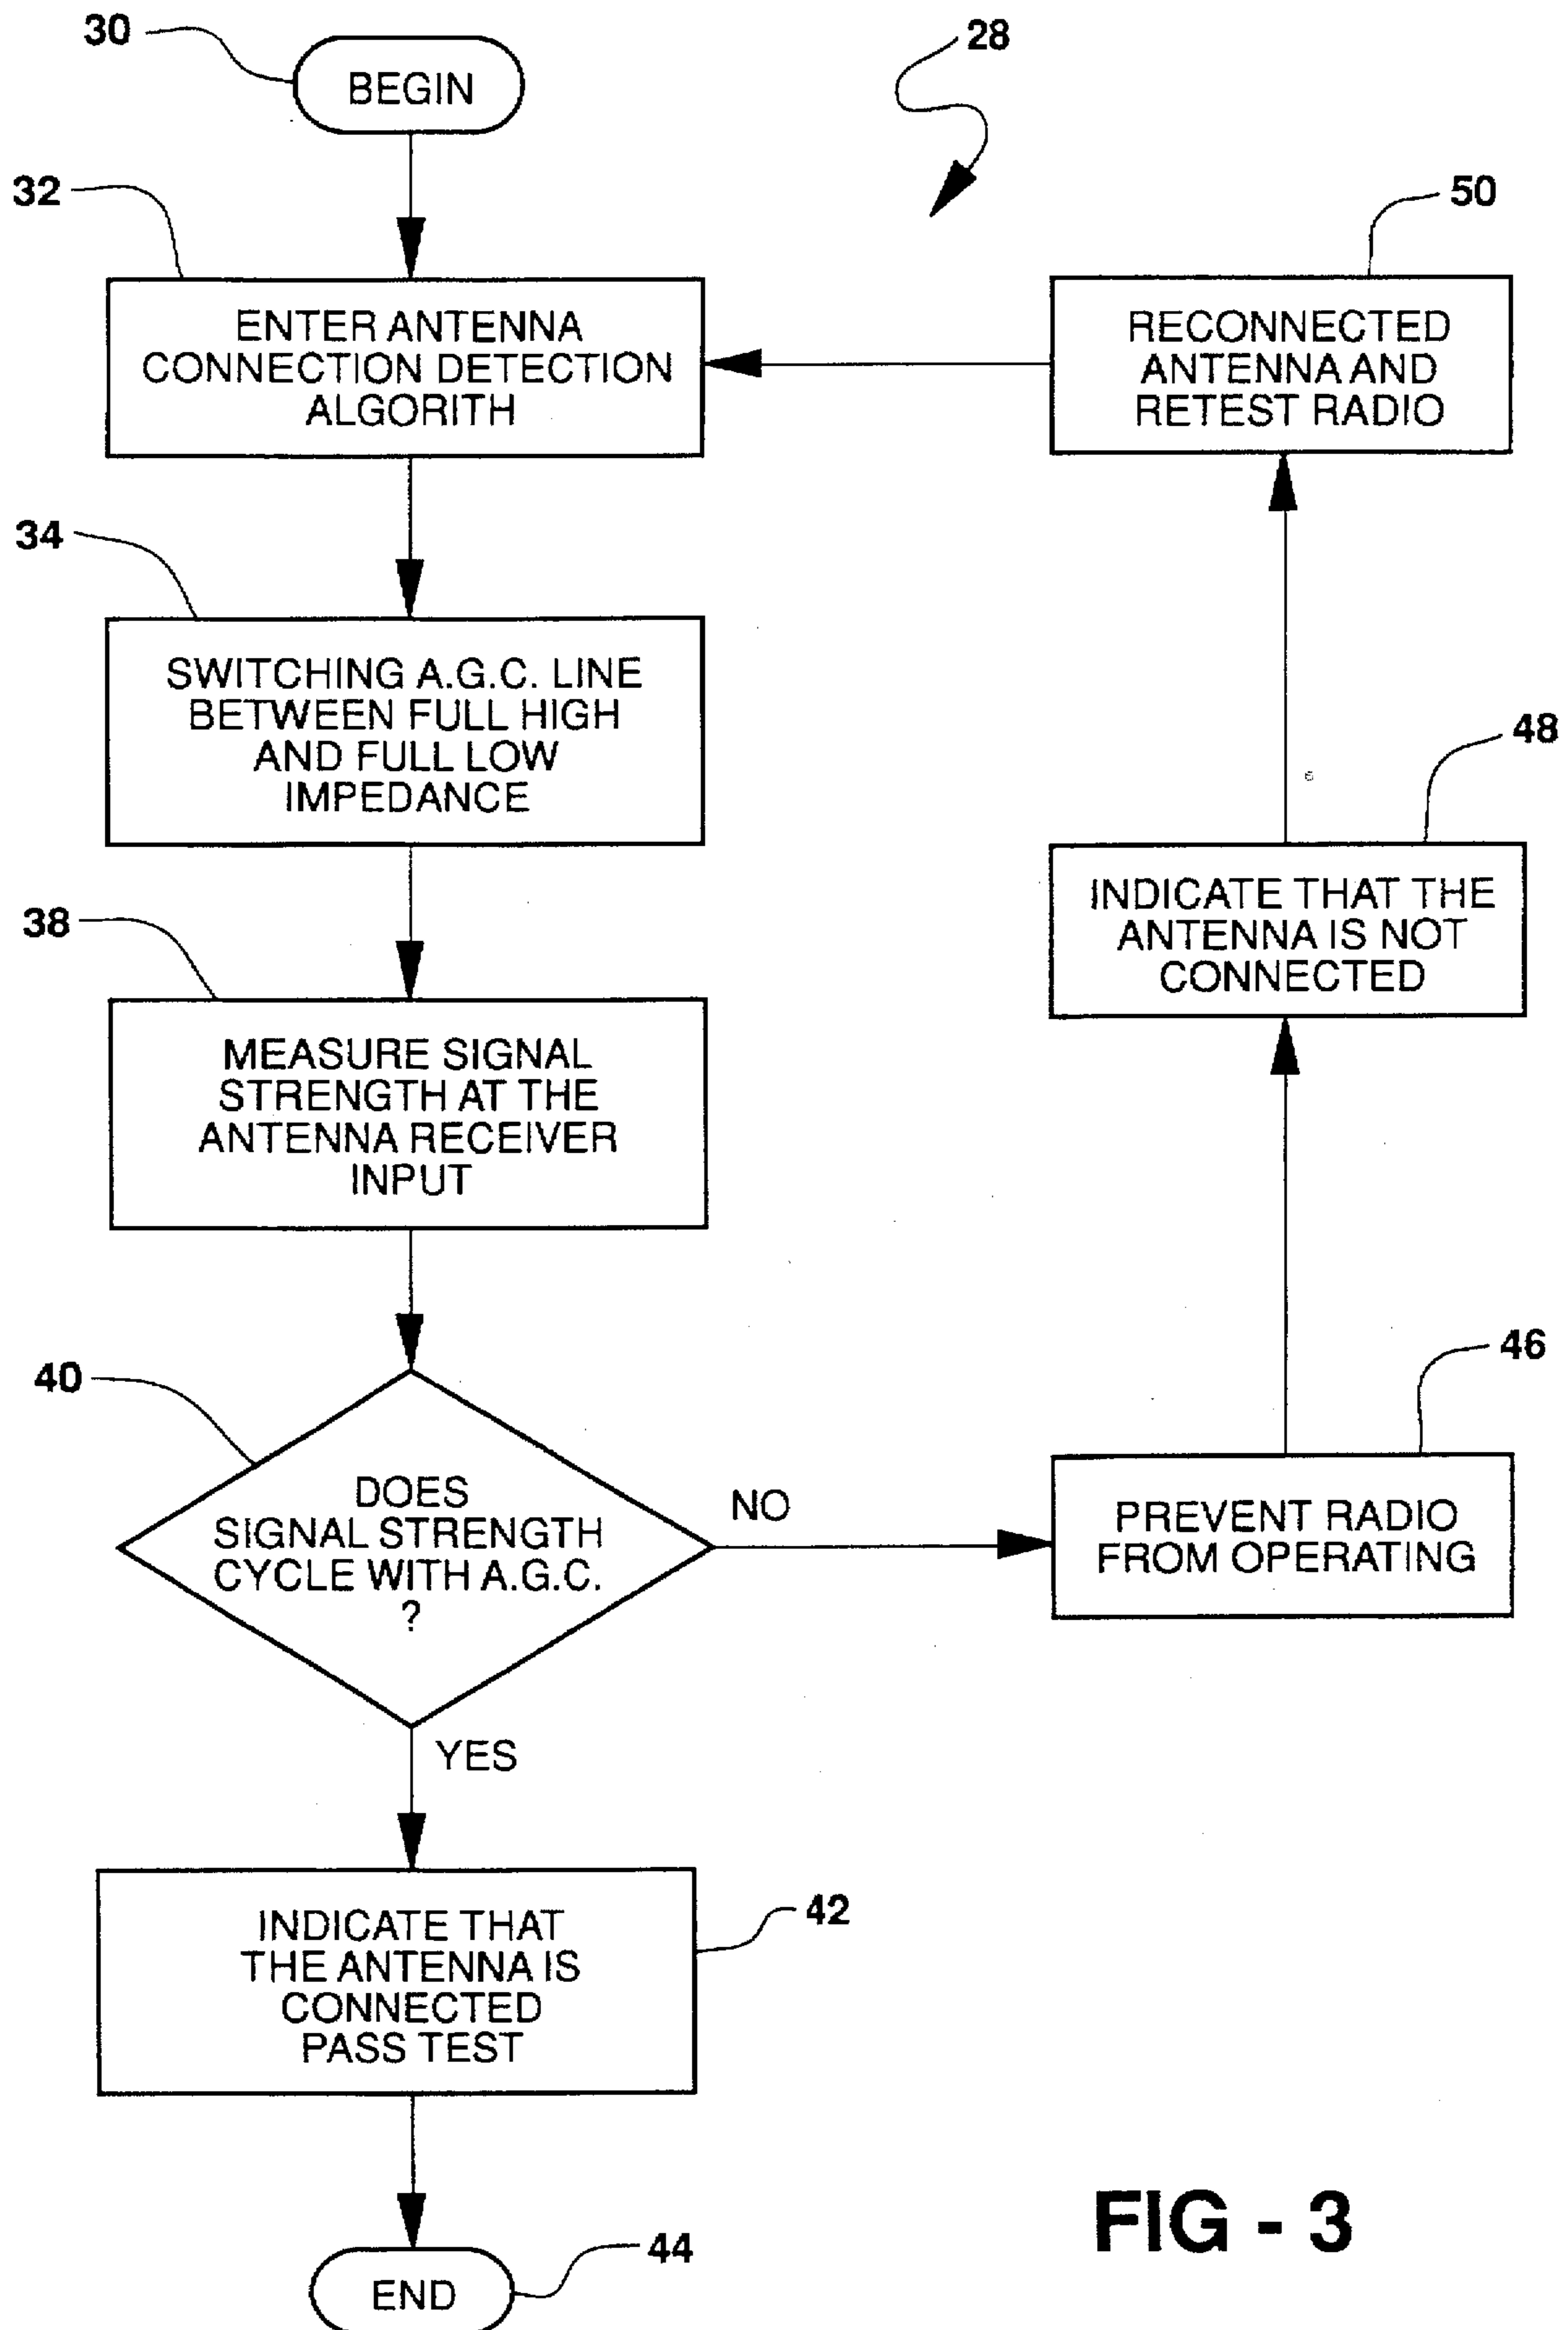 30
BEGIN
28
32
ENTER ANTENNA
CONNECTION DETECTION
ALGORITH
50
RECONNECTED
ANTENNA AND
RETEST RADIO
34
SWITCHING A.G.C. LINE
BETWEEN FULL HIGH
AND FULL LOW
IMPEDANCE
48
INDICATE THAT THE
ANTENNA IS NOT
CONNECTED
38
MEASURE SIGNAL
STRENGTH AT THE
ANTENNA RECEIVER
INPUT
40
DOES
SIGNAL STRENGTH
CYCLE WITH A.G.C.
?
NO
46
PREVENT RADIO
FROM OPERATING
YES
42
INDICATE THAT
THE ANTENNA IS
CONNECTED
PASS TEST
44
END
FIG - 3